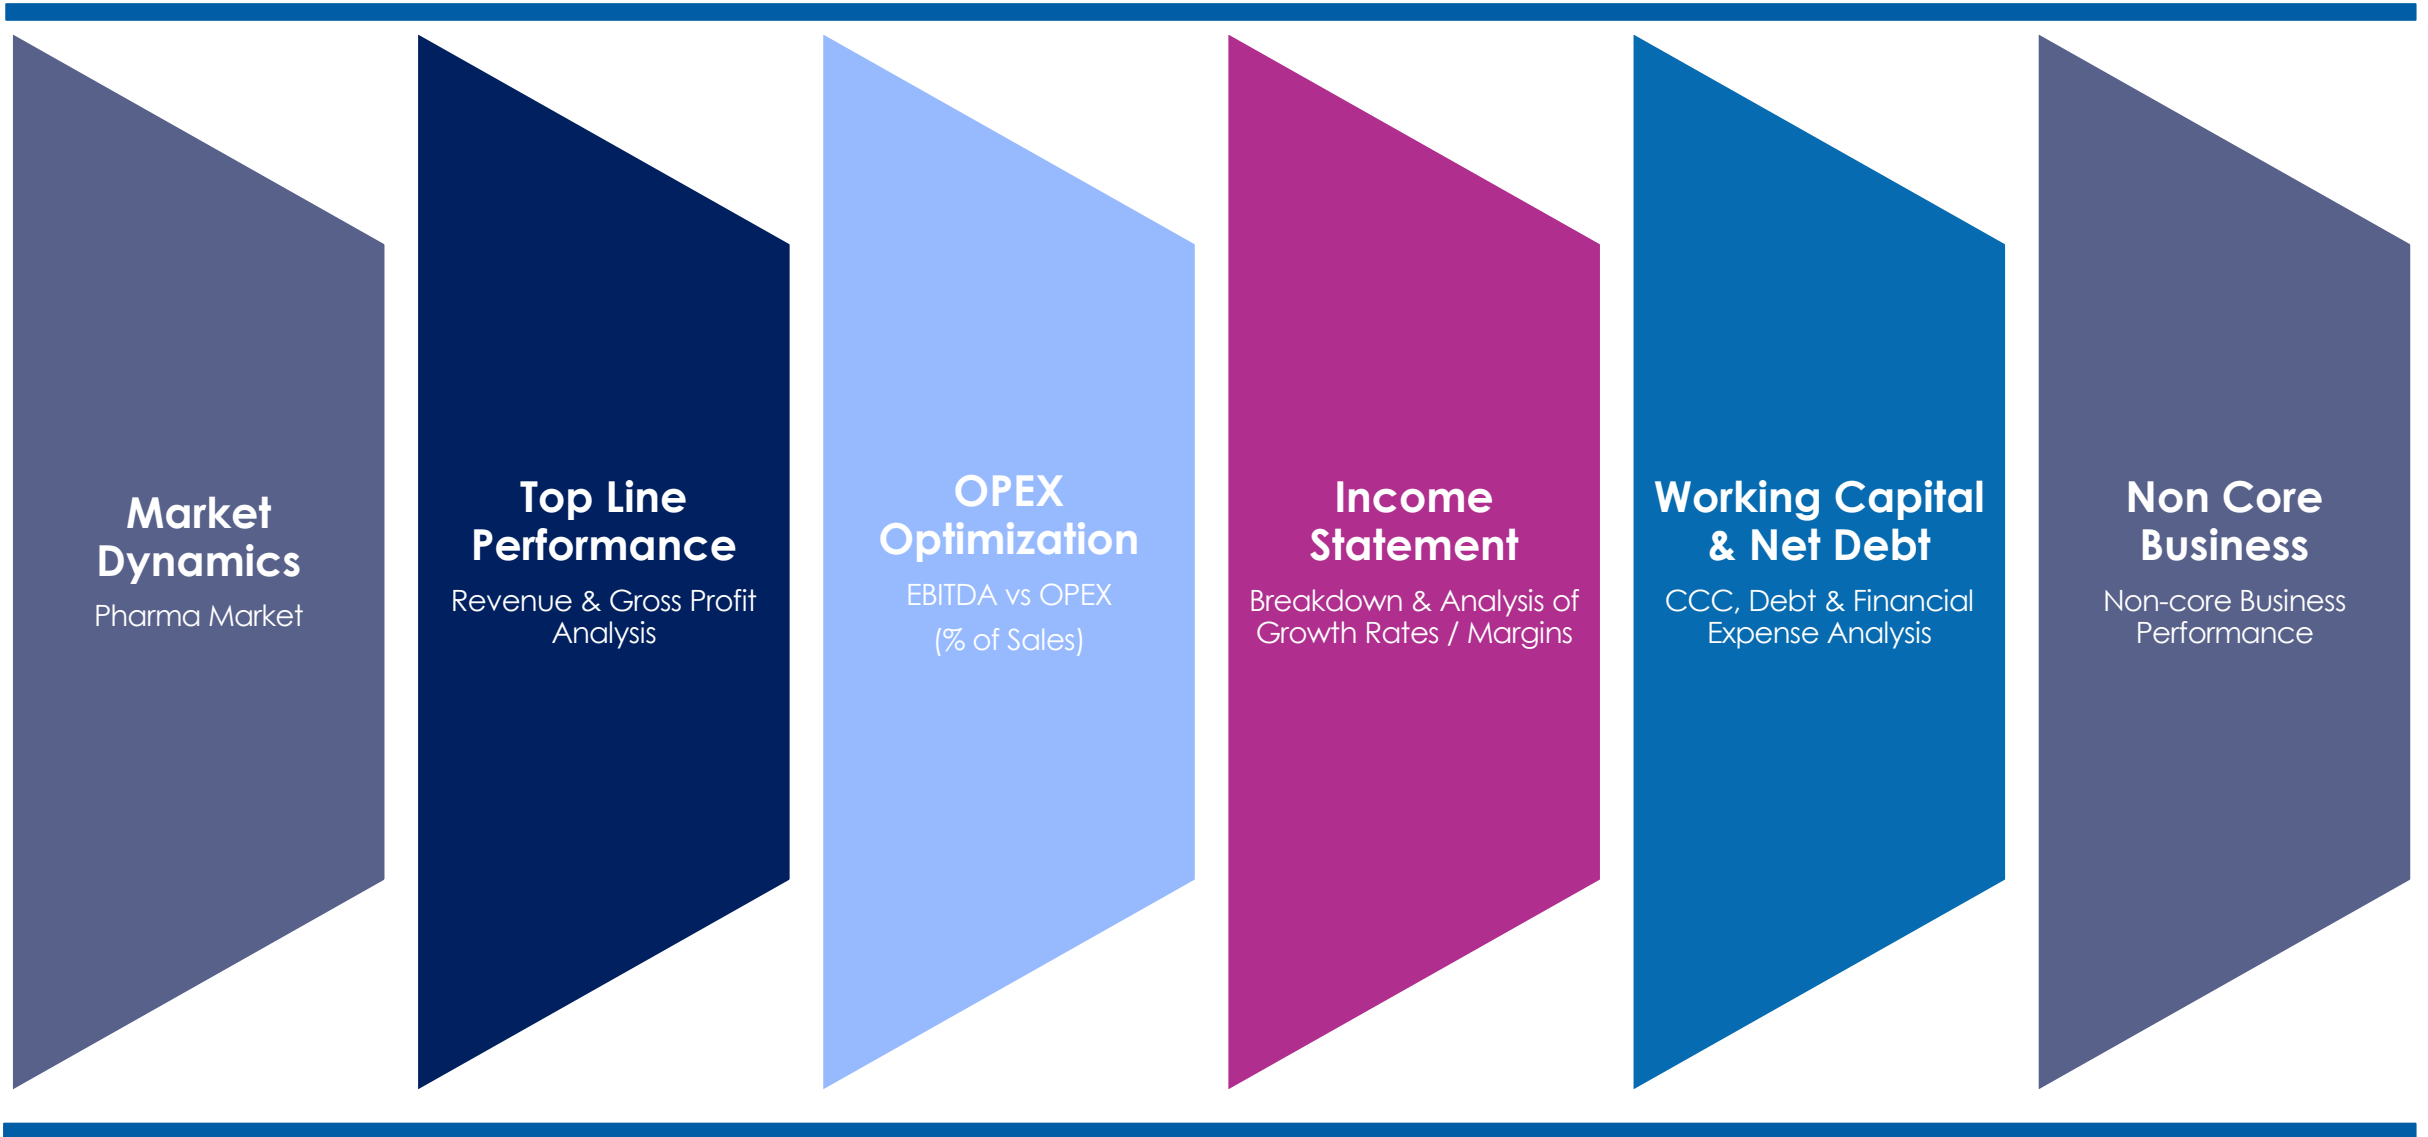 Market
Dynamics
Pharma Market
Top Line
Performance
Revenue & Gross Profit
Analysis
OPEX
Optimization
EBITDA vs OPEX
(% of Sales)
Income
Statement
Breakdown & Analysis of
Growth Rates / Margins
Working Capital
& Net Debt
CCC, Debt & Financial
Expense Analysis
Non Core
Business
Non-core Business
Performance